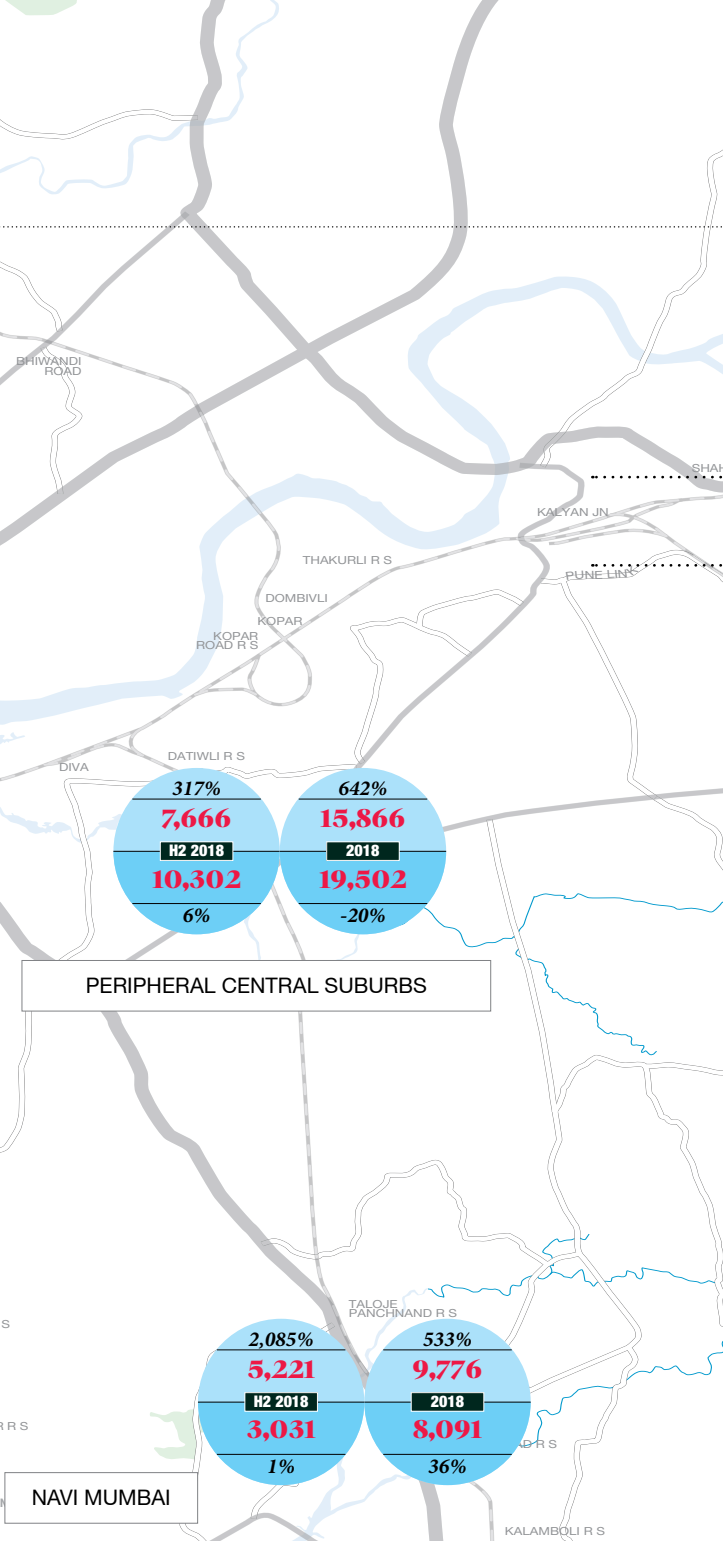 BHIWANDI
ROAD
SHAH
KALYAN JN
THAKURLI R S
PUNE LIN
DOMBIVLI
KOPAR
KOPAR
ROAD R S
DATIWLI R S
DIVA
317%
7,666
H2 2018
10,302
6%
642%
15,866
2018
19,502
-20%
PERIPHERAL CENTRAL SUBURBS
TALOJE
PANCHNAND R S
S
2,085%
5,221
H2 2018
3,031
1%
533%
9,776
2018
8,091
36%
R R S
D R S
NAVI MUMBAI
KALAMBOLI R S